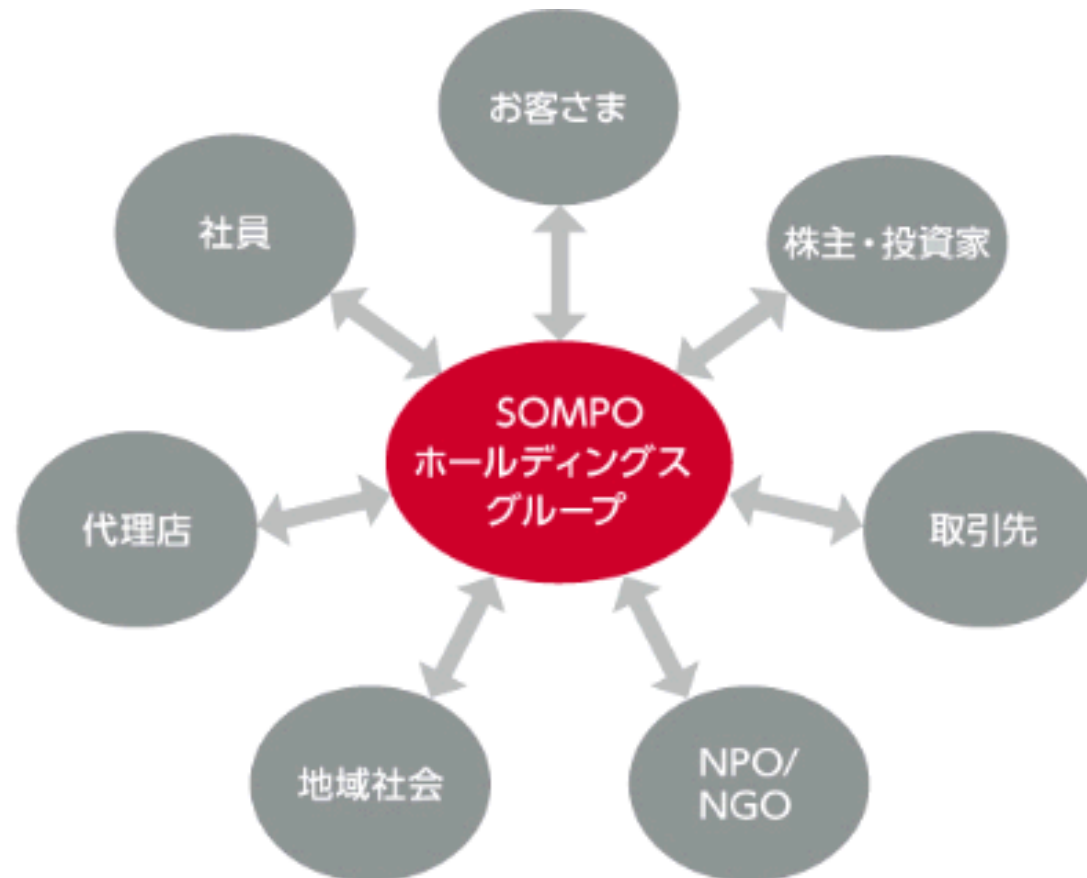 お客さま
社員
株主・投資家
SOMPO
ホールディングス
グループ
代理店
取引先
地域社会
NPO/
NGO